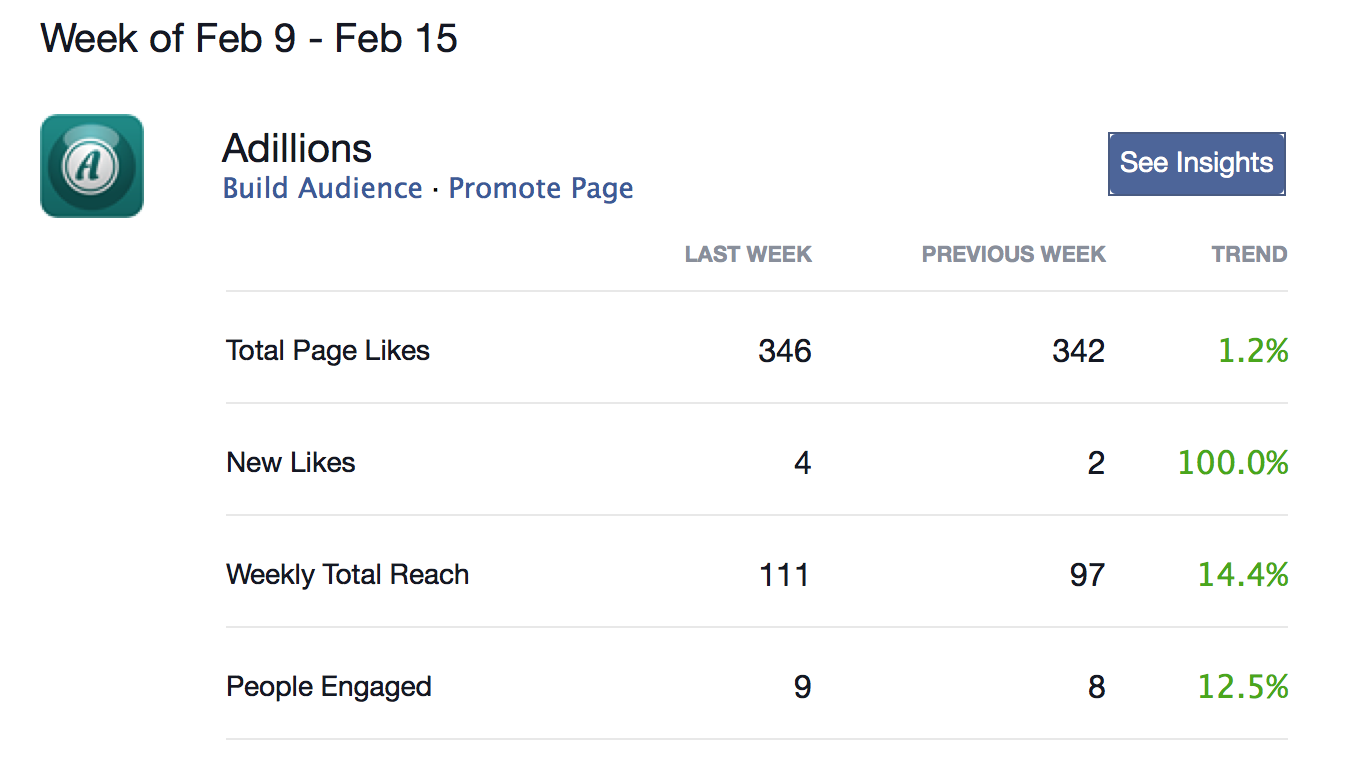 Week of Feb 9 - Feb 15
A
Adillions
Build Audience · Promote Page
See Insights
LAST WEEK PREVIOUS WEEK TREND
Total Page Likes 346 342 1.2%
New Likes 4 2 100.0%
Weekly Total Reach 111 97 14.4%
People Engaged 9 8 12.5%